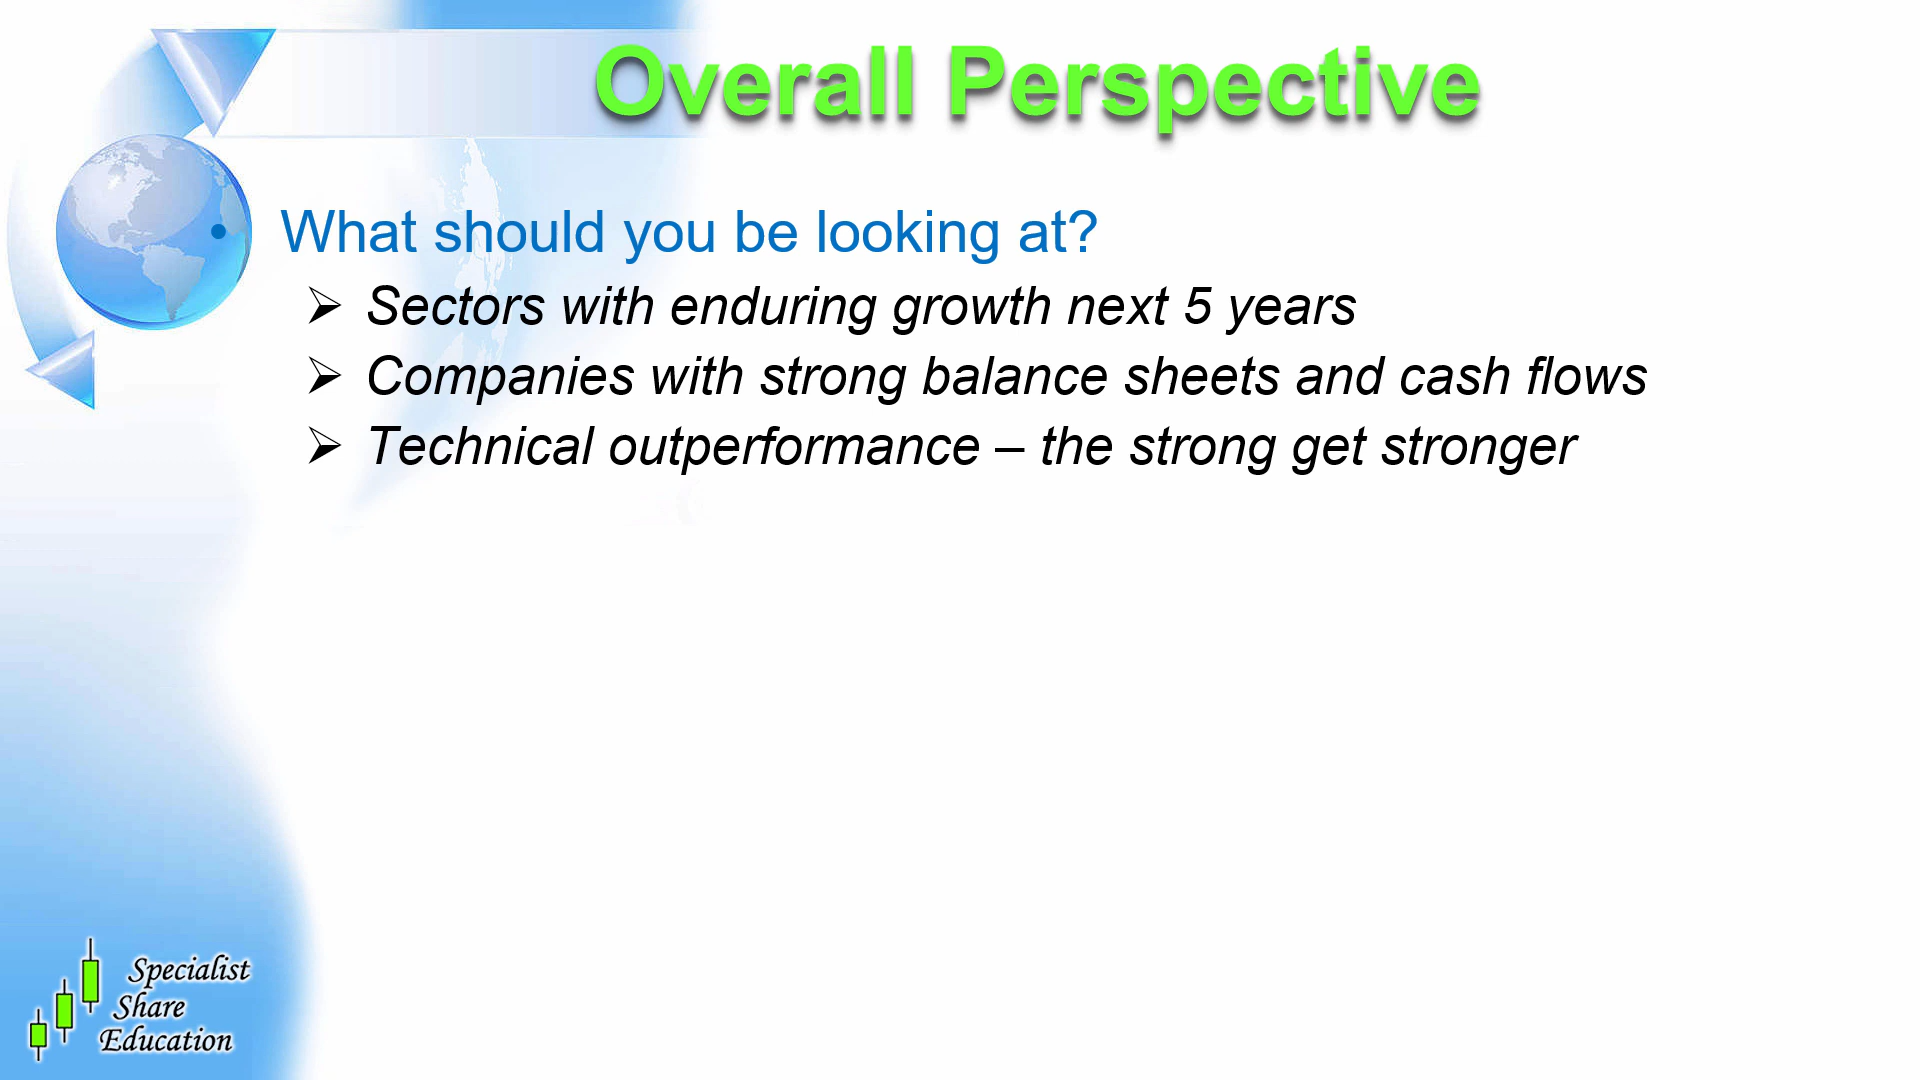 Overall Perspective
• What should you be looking at?
➢ Sectors with enduring growth next 5 years
➢ Companies with strong balance sheets and cash flows
➢ Technical outperformance – the strong get stronger
Specialist
Share
Education